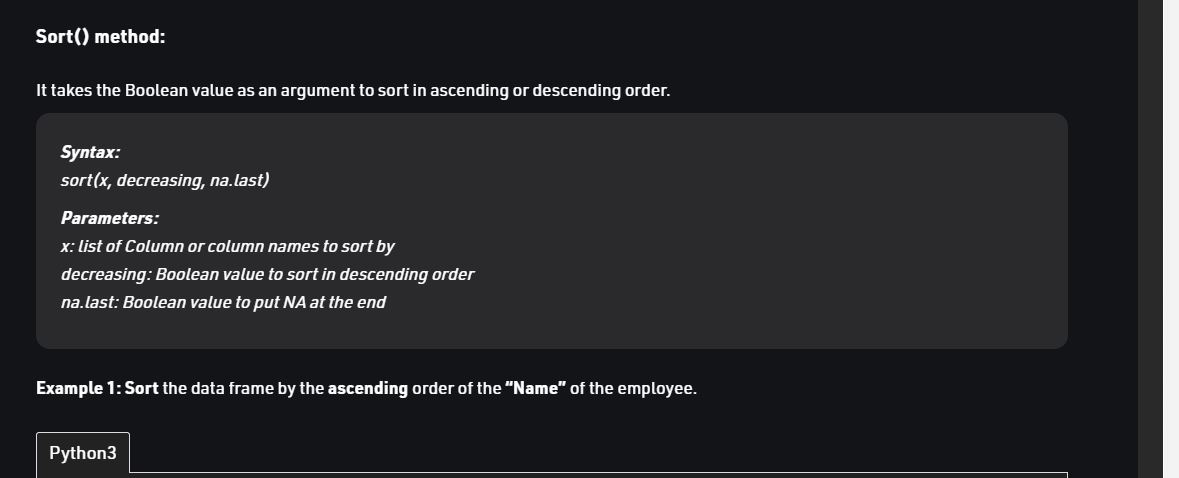 Sort() method:
It takes the Boolean value as an argument to sort in ascending or descending order.
Syntax:
sort(x, decreasing, na.last)
Parameters:
x: list of Column or column names to sort by
decreasing: Boolean value to sort in descending order
na.last: Boolean value to put NA at the end
Example 1: Sort the data frame by the ascending order of the “Name” of the employee.
Python3